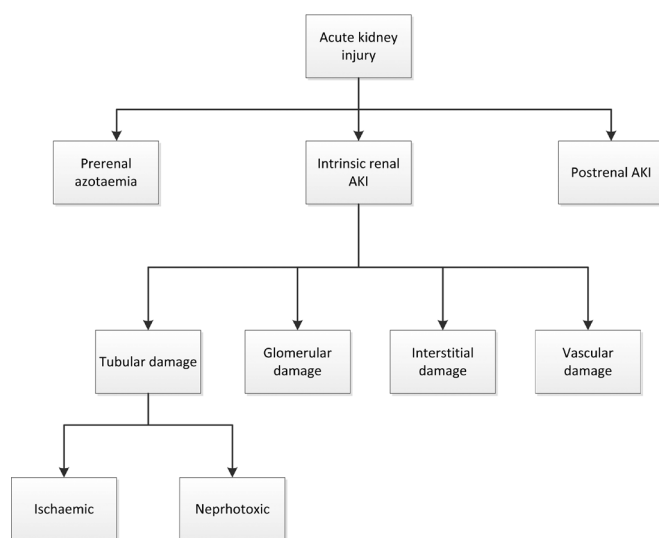 Acute kidney
injury
Prerenal
azotaemia
Intrinsic renal
AKI
Postrenal AKI
Tubular damage
Glomerular
damage
Interstitial
damage
Vascular
damage
Ischaemic
Neprhotoxic